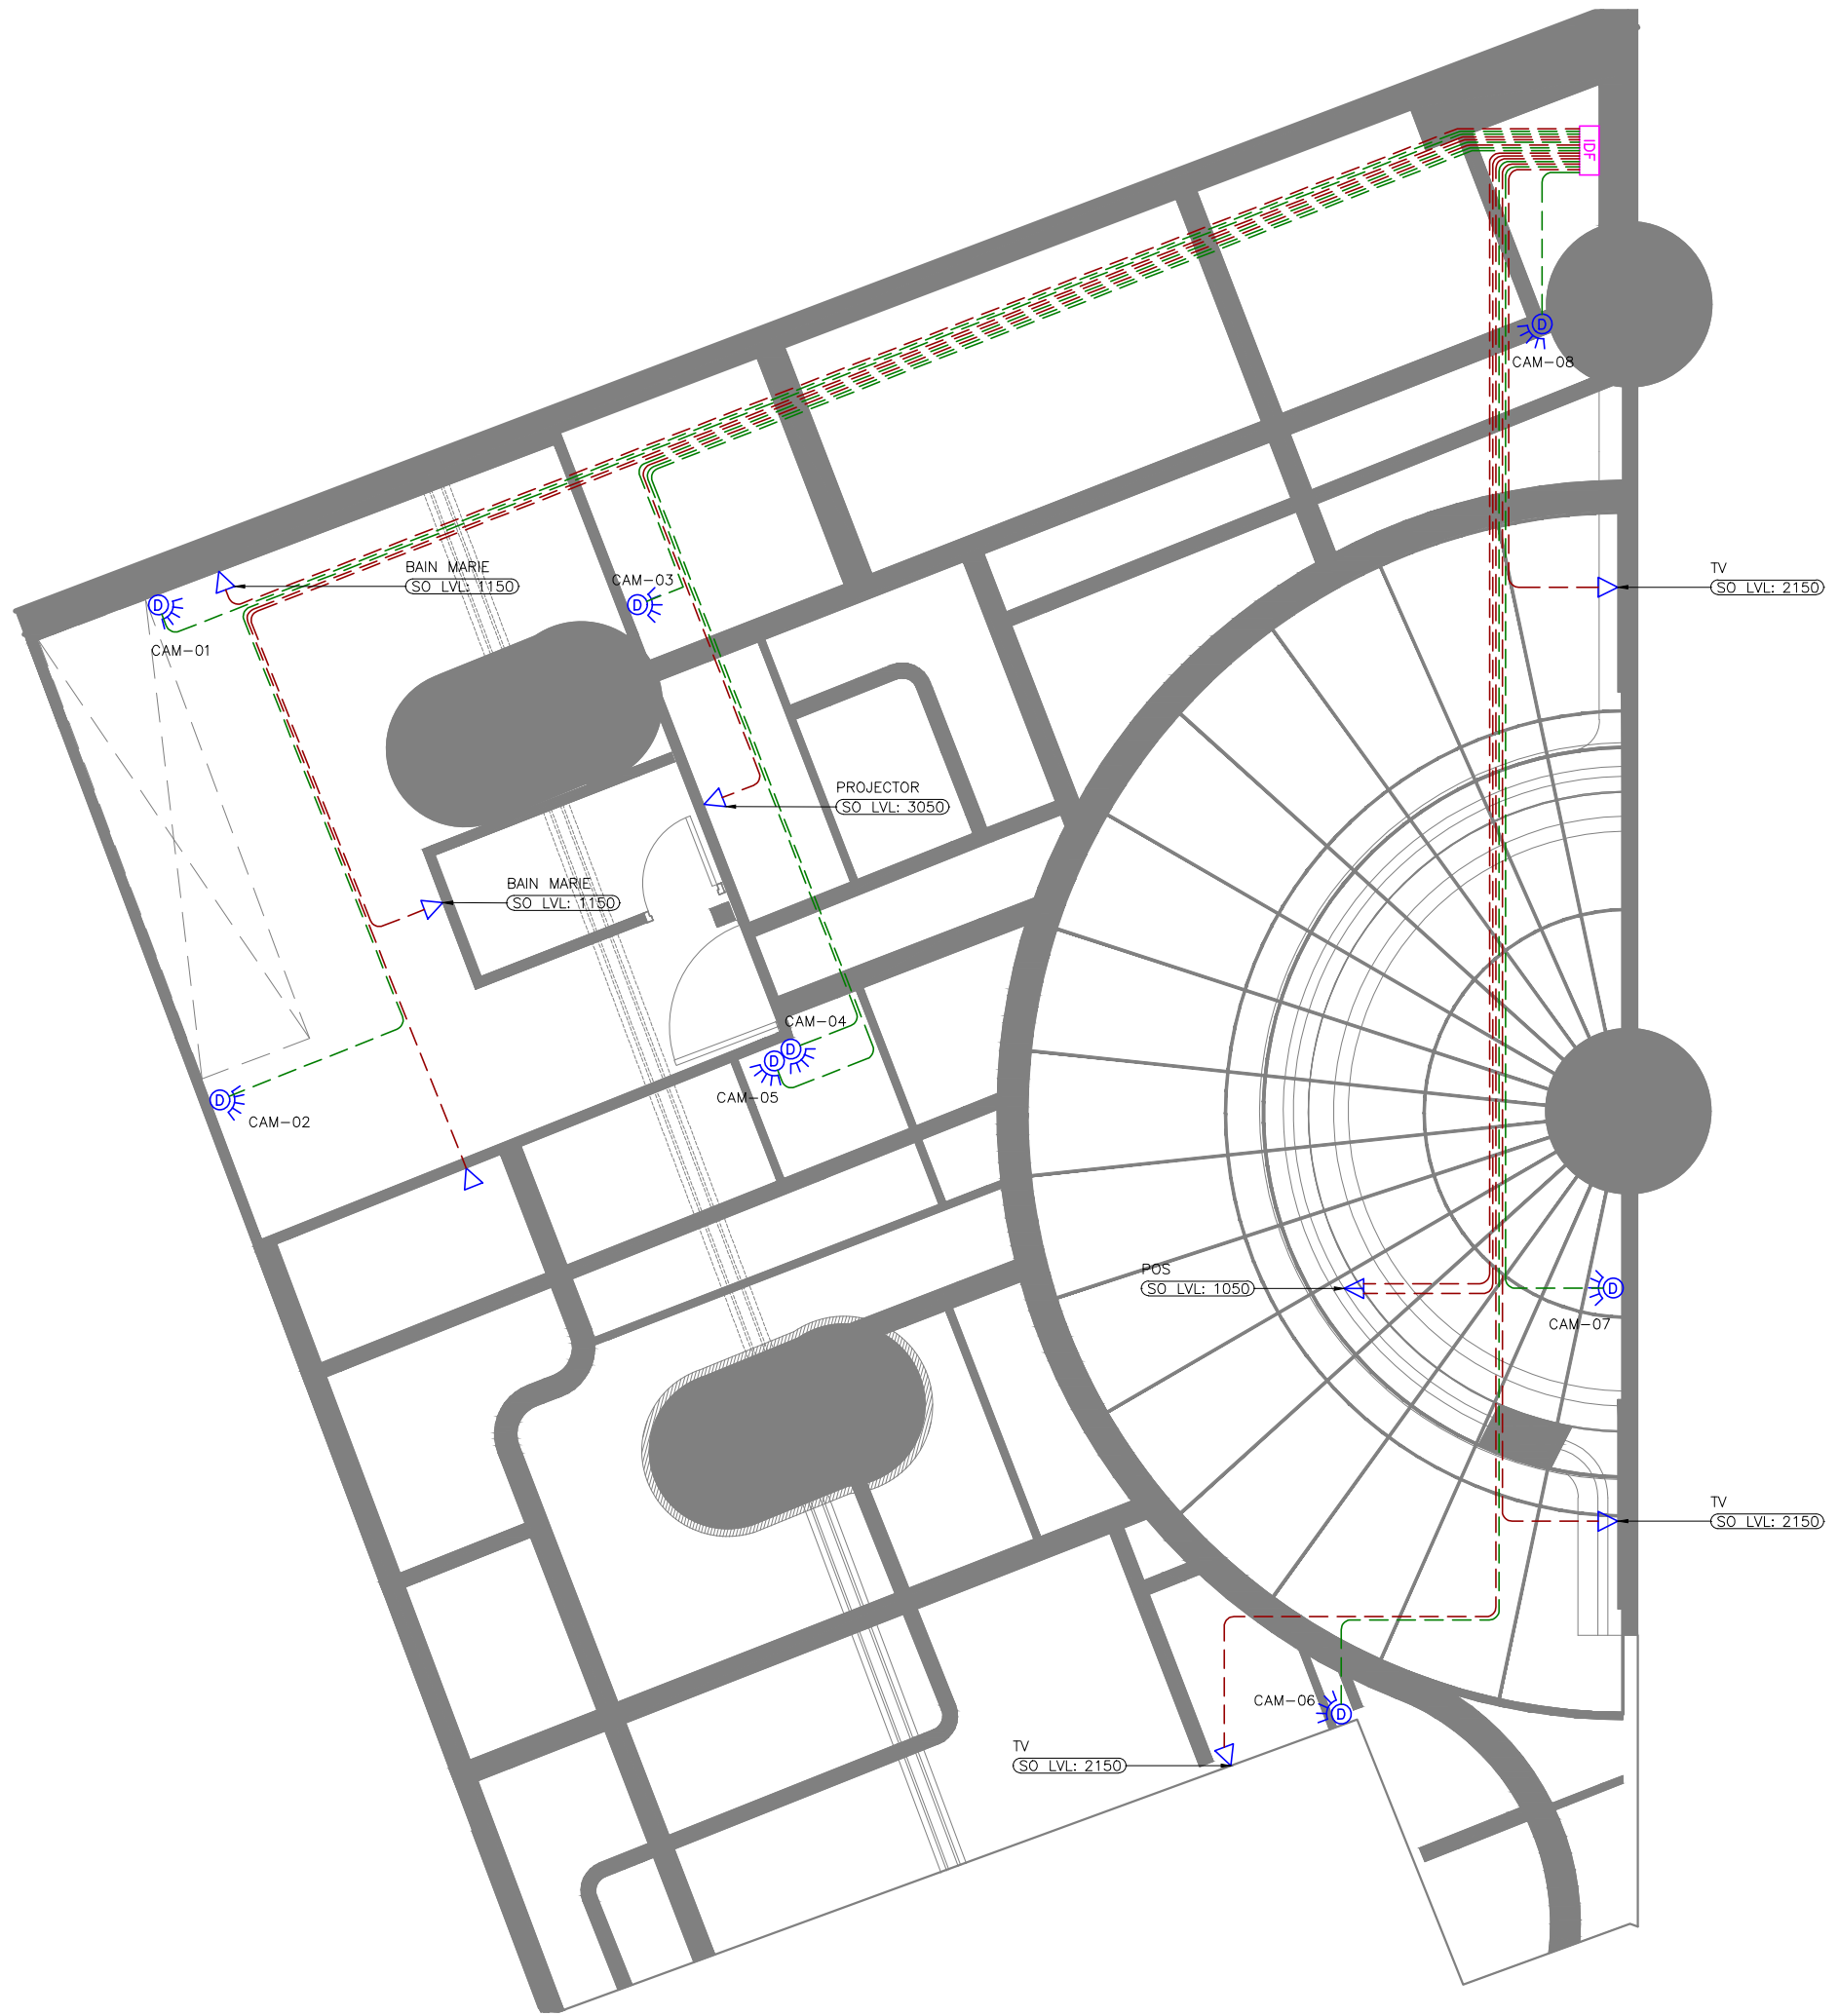 IDF
D
CAM-08
BAIN MARIE
SO LVL: 1150
TV
SO LVL: 2150
CAM-03
D
D
CAM-01
PROJECTOR
SO LVL: 3050
BAIN MARIE
SO LVL: 1150
CAM-04
D
D
CAM-05
D
CAM-02
POS
SO LVL: 1050
D
CAM-07
TV
SO LVL: 2150
CAM-06
D
TV
SO LVL: 2150